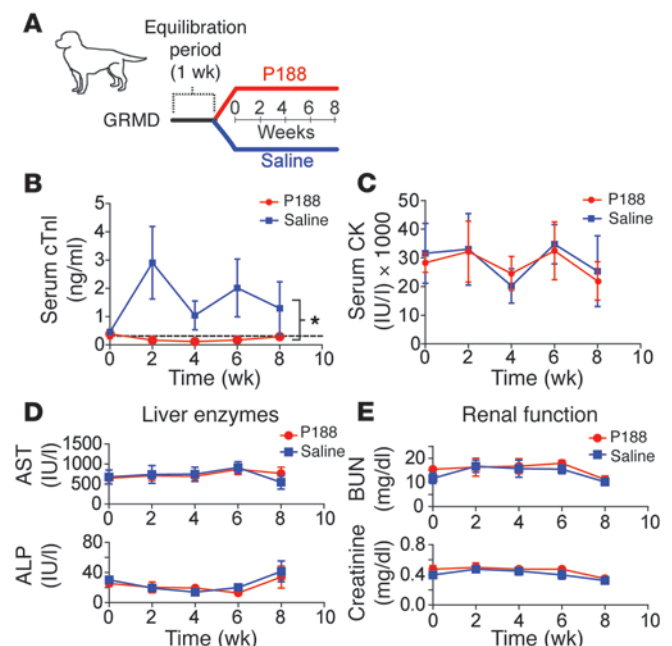 A
Equilibration
period
(1 wk)
P188
GRMD
0 2 4 6 8
Weeks
Saline
B
P188
Saline
Serum cTnI
(ng/ml)
5
4
3
2
1
0
*
0 2 4 6 8 10
Time (wk)
C
P188
Saline
Serum CK
(IU/l) × 1000
50
40
30
20
10
0
0 2 4 6 8 10
Time (wk)
D
Liver enzymes
P188
Saline
AST
(IU/l)
1500
1000
500
0
0 2 4 6 8 10
ALP
(IU/l)
80
60
40
20
0
0 2 4 6 8 10
Time (wk)
E
Renal function
P188
Saline
BUN
(mg/dl)
20
10
0
0 2 4 6 8 10
Creatinine
(mg/dl)
0.8
0.4
0.0
0 2 4 6 8 10
Time (wk)